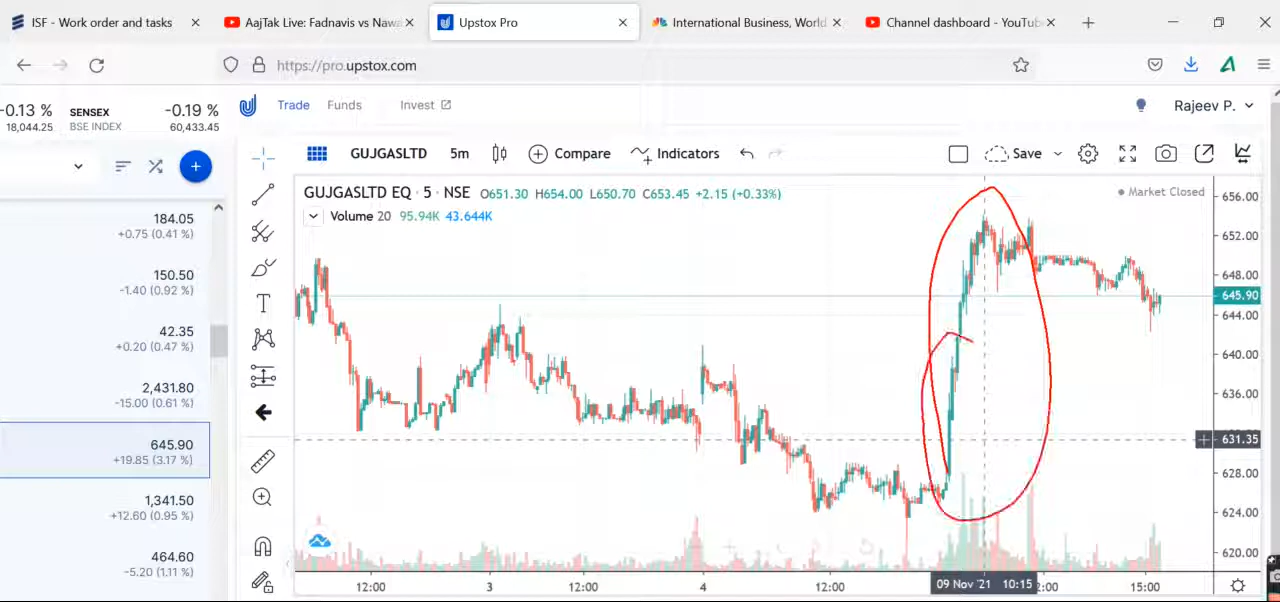 ISF - Work order and tasks
AajTak Live: Fadnavis vs Nawa
Upstox Pro
International Business, World
Channel dashboard - YouTub
https://pro.upstox.com
-0.13 %
18,044.25
SENSEX
BSE INDEX
-0.19 %
60,433.45
Trade
Funds
Invest
Rajeev P.
GUJGASLTD
5m
Compare
Indicators
Save
GUJGASLTD EQ · 5 · NSE O651.30 H654.00 L650.70 C653.45 +2.15 (+0.33%)
Market Closed
Volume 20 95.94K 43.644K
184.05
+0.75 (0.41 %)
150.50
-1.40 (0.92 %)
42.35
+0.20 (0.47 %)
2,431.80
-15.00 (0.61 %)
645.90
+19.85 (3.17 %)
1,341.50
+12.60 (0.95 %)
464.60
-5.20 (1.11 %)
656.00
652.00
648.00
645.90
644.00
640.00
636.00
631.35
628.00
624.00
620.00
12:00
3
12:00
4
12:00
09 Nov '21 10:15
2:00
15:00